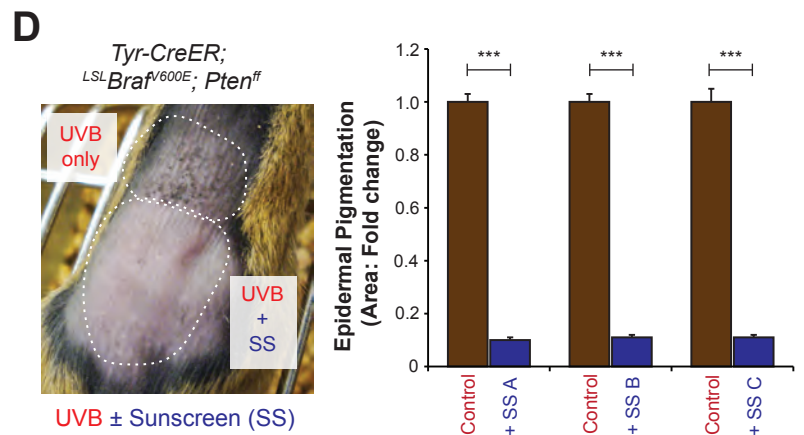 D
Tyr-CreER;
LSLBrafV600E; Ptenff
UVB
only
UVB
+
SS
UVB ± Sunscreen (SS)
Epidermal Pigmentation
(Area: Fold change)
1.2
1.0
0.8
0.6
0.4
0.2
0
***
***
***
Control
+ SS A
Control
+ SS B
Control
+ SS C